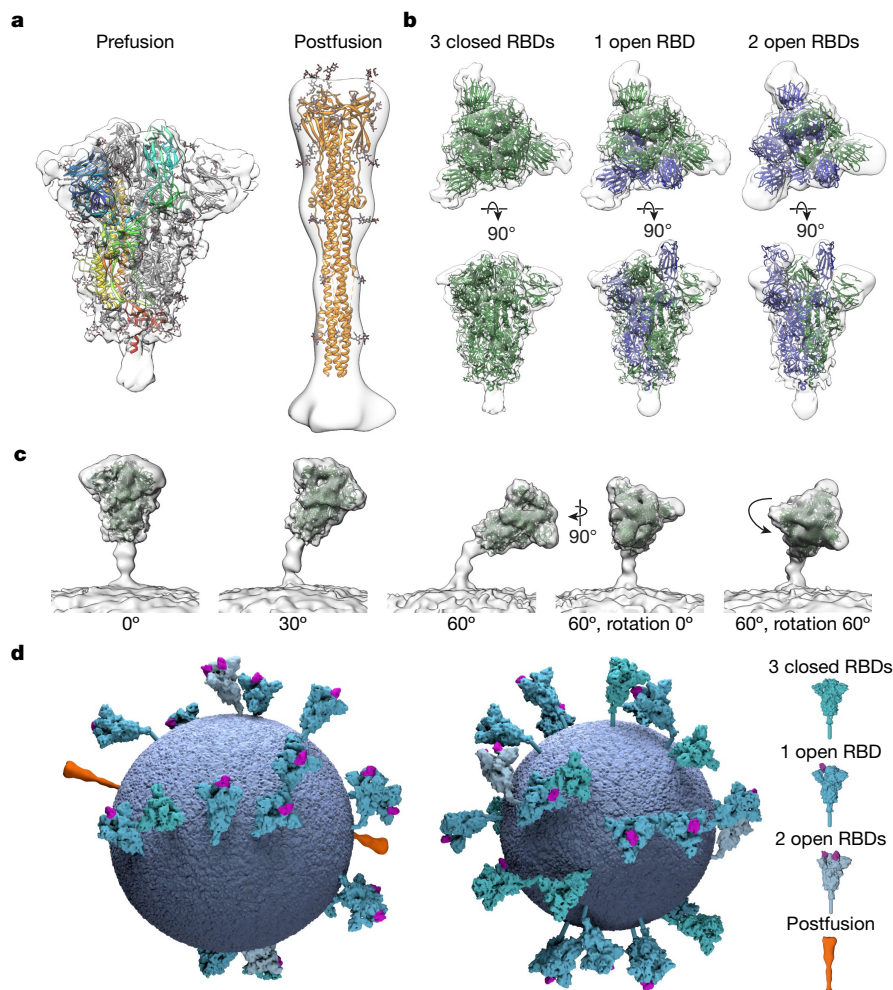 a
Prefusion
Postfusion
b
3 closed RBDs
1 open RBD
2 open RBDs
90°
90°
90°
c
90°
0°
30°
60°
60°, rotation 0°
60°, rotation 60°
d
3 closed RBDs
1 open RBD
2 open RBDs
Postfusion